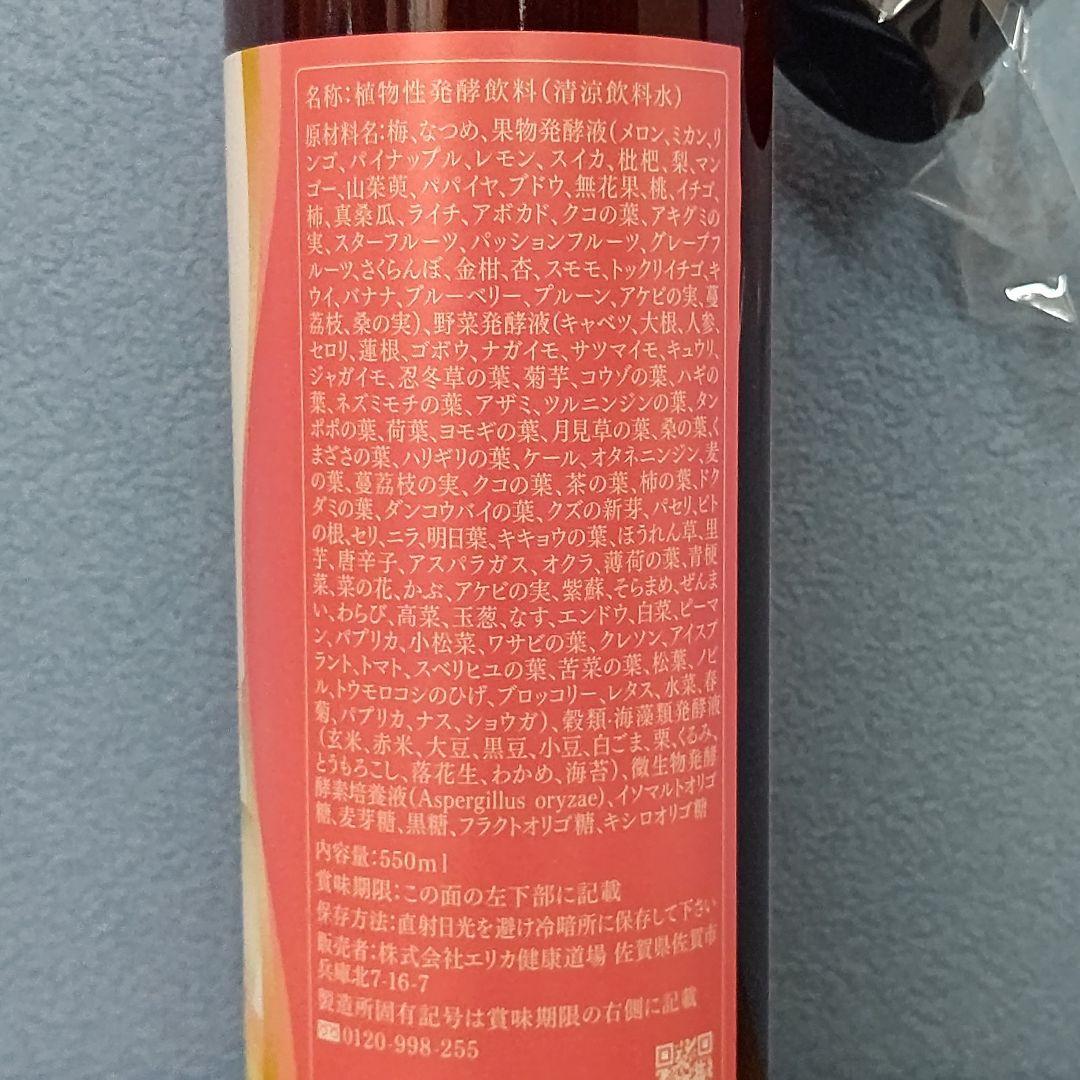 名称：植物性発酵飲料（清涼飲料水）
原材料名：梅、なつめ、果物発酵液（メロン、ミカン、リ
ンゴ、パイナップル、レモン、スイカ、枇杷、梨、マン
ゴー、山茱萸、パパイヤ、ブドウ、無花果、桃、イチゴ、
柿、真桑瓜、ライチ、アボカド、クコの葉、アキグミの
実、スターフルーツ、パッションフルーツ、グレープフ
ルーツ、さくらんぼ、金柑、杏、スモモ、トックリイチゴ、キ
ウイ、バナナ、ブルーベリー、プルーン、アケビの実、蔓
茘枝、桑の実）、野菜発酵液（キャベツ、大根、人参、
セロリ、蓮根、ゴボウ、ナガイモ、サツマイモ、キュウリ、
ジャガイモ、忍冬草の葉、菊芋、コウゾの葉、ハギの
葉、ネズミモチの葉、アザミ、ツルニンジンの葉、タン
ポポの葉、荷葉、ヨモギの葉、月見草の葉、桑の葉、く
まざさの葉、ハリギリの葉、ケール、オタネニンジン、麦
の葉、蔓茘枝の実、クコの葉、茶の葉、柿の葉、ドク
ダミの葉、ダンコウバイの葉、クズの新芽、パセリ、ビト
の根、セリ、ニラ、明日葉、キキョウの葉、ほうれん草、里
芋、唐辛子、アスパラガス、オクラ、薄荷の葉、青梗
菜、菜の花、かぶ、アケビの実、紫蘇、そらまめ、ぜんま
い、わらび、高菜、玉葱、なす、エンドウ、白菜、ピーマ
ン、パプリカ、小松菜、ワサビの葉、クレソン、アイスプ
ラント、トマト、スベリヒユの葉、苦菜の葉、松葉、ノビ
ル、トウモロコシのひげ、ブロッコリー、レタス、水菜、春
菊、パプリカ、ナス、ショウガ）、穀類・海藻類発酵液
（玄米、赤米、大豆、黒豆、小豆、白ごま、栗、くるみ、
とうもろこし、落花生、わかめ、海苔）、微生物発酵
酵素培養液（Aspergillus oryzae）、イソマルトオリゴ
糖、麦芽糖、黒糖、フラクトオリゴ糖、キシロオリゴ糖
内容量：550ml
賞味期限：この面の左下部に記載
保存方法：直射日光を避け冷暗所に保存して下さい
販売者：株式会社エリカ健康道場 佐賀県佐賀市
兵庫北7-16-7
製造所固有記号は賞味期限の右側に記載
0120-998-255